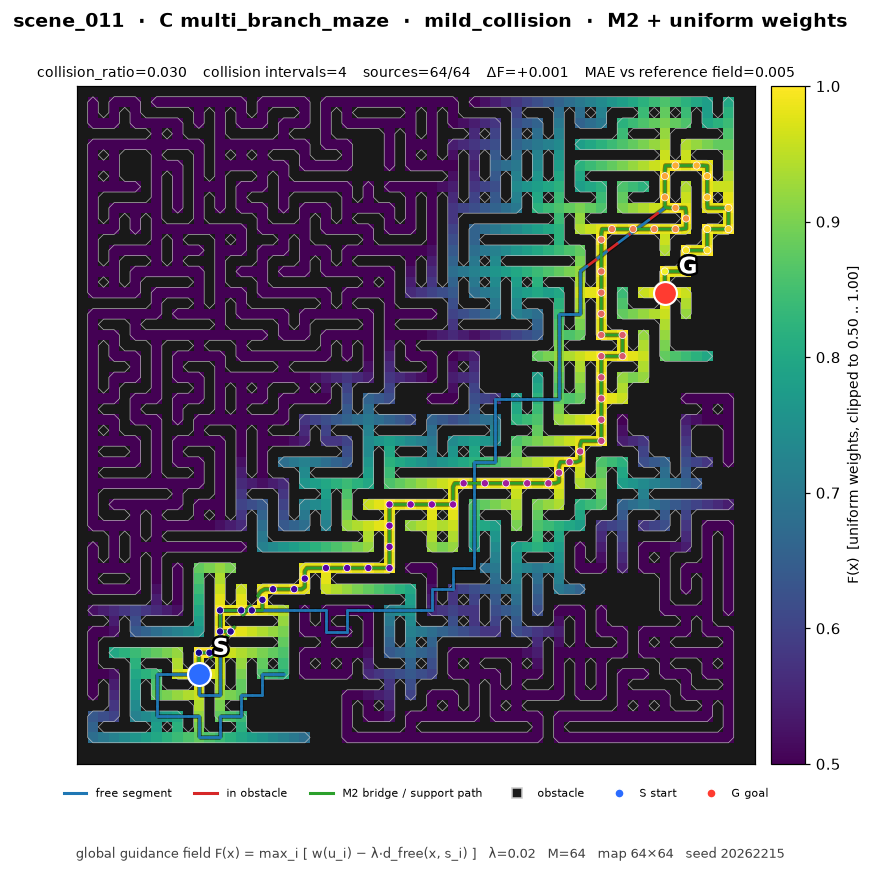 scene_011 · C multi_branch_maze · mild_collision · M2 + uniform weights
collision_ratio=0.030 collision intervals=4 sources=64/64 ΔF=+0.001 MAE vs reference field=0.005
1.0
0.9
0.8
0.7
0.6
0.5
F(x) [uniform weights, clipped to 0.50 .. 1.00]
G
S
free segment in obstacle M2 bridge / support path obstacle S start G goal
global guidance field F(x) = max_i [ w(u_i) − λ·d_free(x, s_i) ] λ=0.02 M=64 map 64×64 seed 20262215